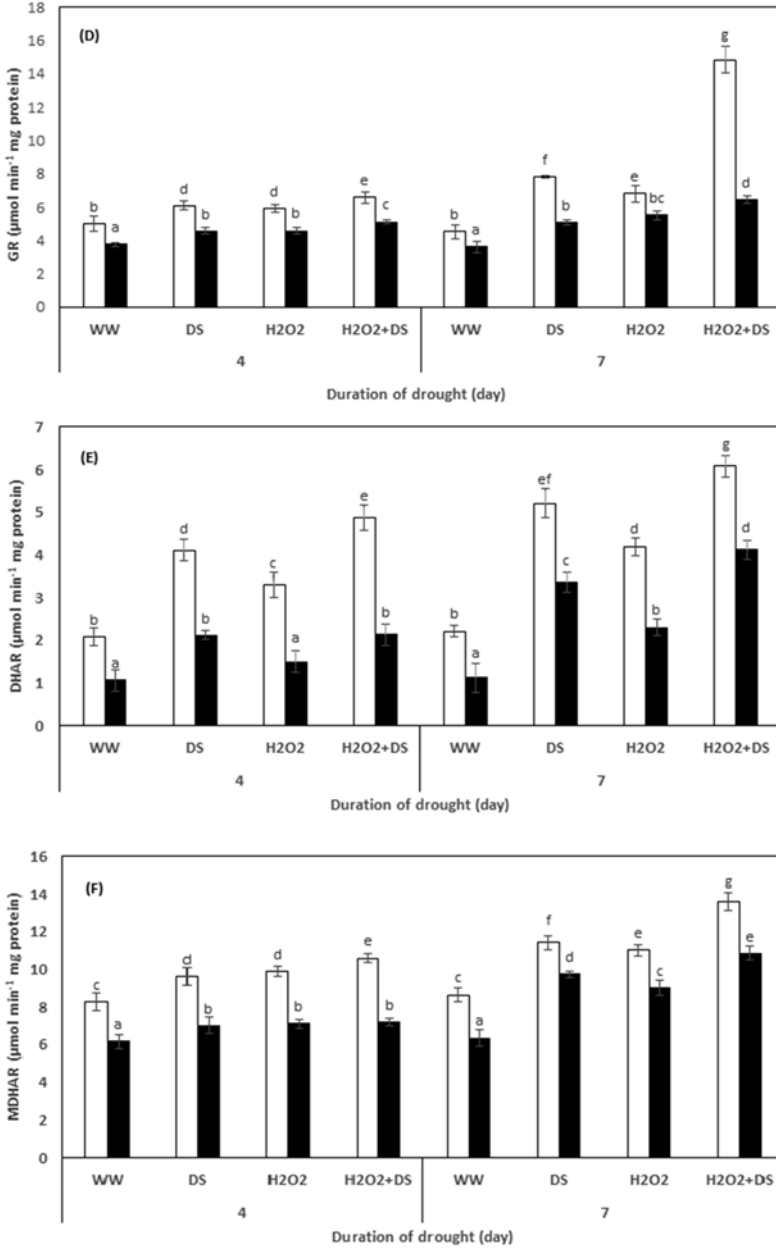 18
(D)
g
16
14
12
10
f
8
e
e
d
d
d
bc
6
b
b
b
c
b
b
a
a
4
2
0
GR (µmol min⁻¹ mg protein)
WW DS H2O2 H2O2+DS WW DS H2O2 H2O2+DS
4 7
Duration of drought (day)
7
(E)
g
6
ef
e
5
d
d
d
4
c
c
3
b
b
b
b
b
2
a
a
a
1
0
DHAR (µmol min⁻¹ mg protein)
WW DS H2O2 H2O2+DS WW DS H2O2 H2O2+DS
4 7
Duration of drought (day)
16
(F)
g
14
f
e
12
e
e
d
d
d
10
c
c
c
8
b
b
b
a
a
6
4
2
0
MDHAR (µmol min⁻¹ mg protein)
WW DS H2O2 H2O2+DS WW DS H2O2 H2O2+DS
4 7
Duration of drought (day)